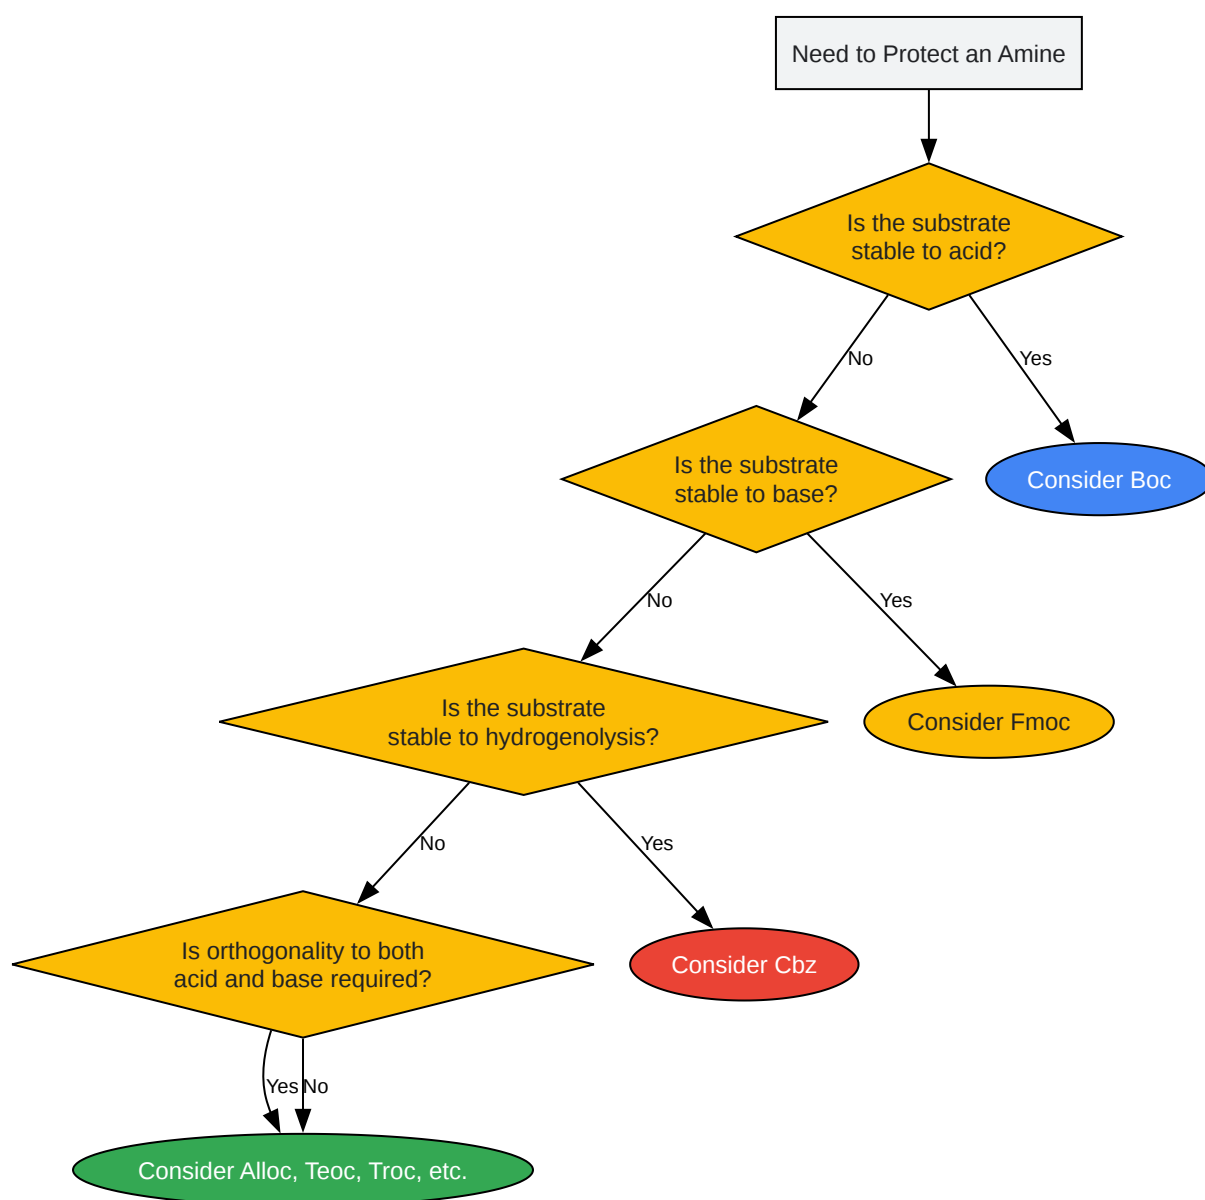 Need to Protect an Amine
Is the substrate
stable to acid?
No
Yes
Is the substrate
stable to base?
Consider Boc
No
Yes
Is the substrate
stable to hydrogenolysis?
Consider Fmoc
No
Yes
Is orthogonality to both
acid and base required?
Consider Cbz
Yes
No
Consider Alloc, Teoc, Troc, etc.